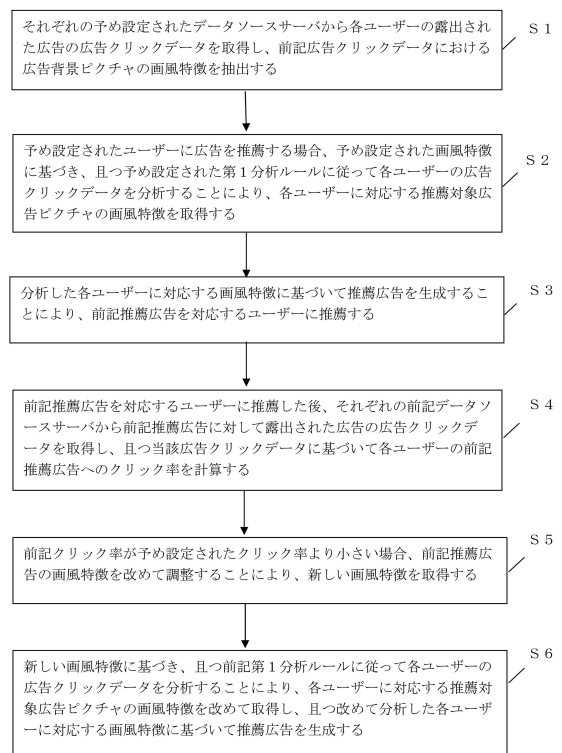 それぞれの予め設定されたデータソースサーバから各ユーザーの露出され
た広告の広告クリックデータを取得し、前記広告クリックデータにおける
広告背景ピクチャの画風特徴を抽出する
S1
予め設定されたユーザーに広告を推薦する場合、予め設定された画風特徴
に基づき、且つ予め設定された第1分析ルールに従って各ユーザーの広告
クリックデータを分析することにより、各ユーザーに対応する推薦対象広
告ピクチャの画風特徴を取得する
S2
分析した各ユーザーに対応する画風特徴に基づいて推薦広告を生成するこ
とにより、前記推薦広告を対応するユーザーに推薦する
S3
前記推薦広告を対応するユーザーに推薦した後、それぞれの前記データソ
ースサーバから前記推薦広告に対して露出された広告の広告クリックデ
ータを取得し、且つ当該広告クリックデータに基づいて各ユーザーの前記
推薦広告へのクリック率を計算する
S4
前記クリック率が予め設定されたクリック率より小さい場合、前記推薦広
告の画風特徴を改めて調整することにより、新しい画風特徴を取得する
S5
新しい画風特徴に基づき、且つ前記第1分析ルールに従って各ユーザーの
広告クリックデータを分析することにより、各ユーザーに対応する推薦対
象広告ピクチャの画風特徴を改めて取得し、且つ改めて分析した各ユーザ
ーに対応する画風特徴に基づいて推薦広告を生成する
S6